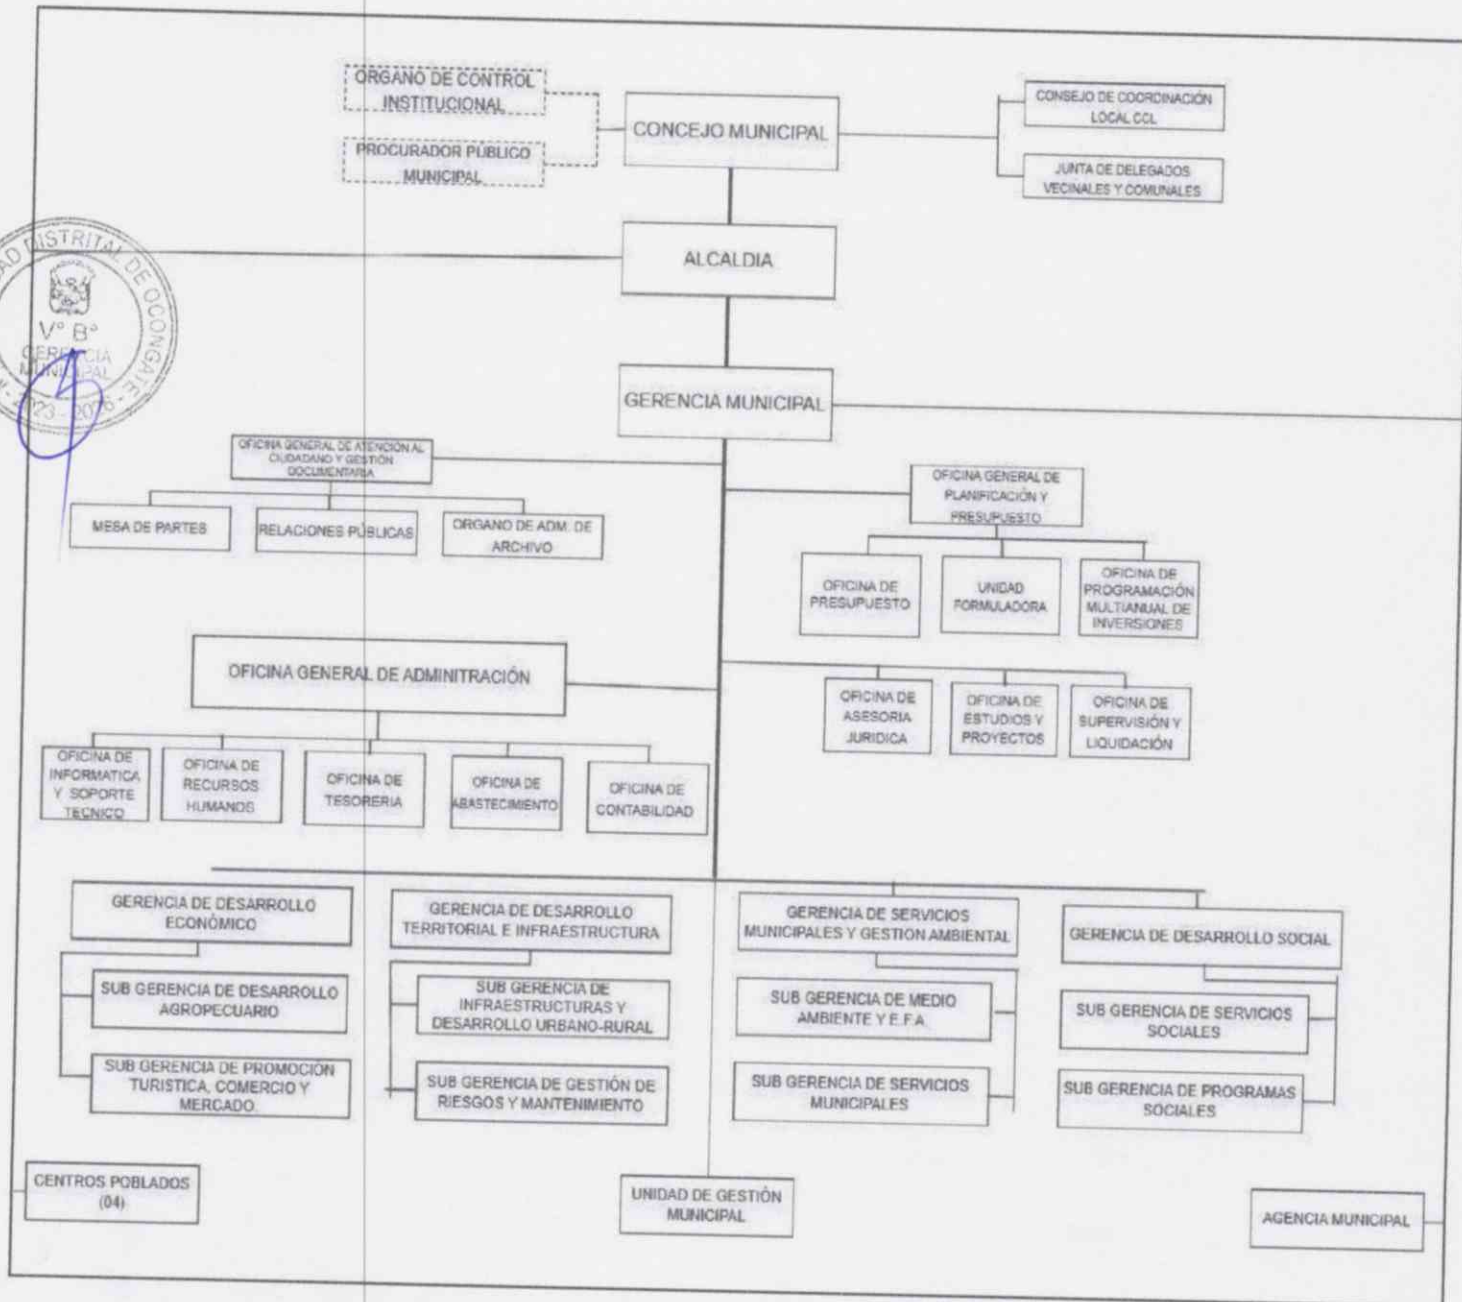 ORGANO DE CONTROL
INSTITUCIONAL
PROCURADOR PÚBLICO
MUNICIPAL
CONCEJO MUNICIPAL
CONSEJO DE COORDINACIÓN
LOCAL CCL
JUNTA DE DELEGADOS
VECINALES Y COMUNALES
ALCALDIA
DISTRITAL DE OCONGATE
V° B°
GERENCIA
MUNICIPAL
GERENCIA MUNICIPAL
OFICINA GENERAL DE ATENCIÓN AL
CIUDADANO Y GESTIÓN
DOCUMENTARIA
MESA DE PARTES
RELACIONES PÚBLICAS
ORGANO DE ADM. DE
ARCHIVO
OFICINA GENERAL DE
PLANIFICACIÓN Y
PRESUPUESTO
OFICINA DE
PRESUPUESTO
UNIDAD
FORMULADORA
OFICINA DE
PROGRAMACIÓN
MULTIANUAL DE
INVERSIONES
OFICINA GENERAL DE ADMINITRACIÓN
OFICINA DE
ASESORIA
JURIDICA
OFICINA DE
ESTUDIOS Y
PROYECTOS
OFICINA DE
SUPERVISIÓN Y
LIQUIDACIÓN
OFICINA DE
INFORMATICA
Y SOPORTE
TECNICO
OFICINA DE
RECURSOS
HUMANOS
OFICINA DE
TESORERIA
OFICINA DE
ABASTECIMIENTO
OFICINA DE
CONTABILIDAD
GERENCIA DE DESARROLLO
ECONÓMICO
SUB GERENCIA DE DESARROLLO
AGROPECUARIO
SUB GERENCIA DE PROMOCIÓN
TURISTICA, COMERCIO Y
MERCADO.
GERENCIA DE DESARROLLO
TERRITORIAL E INFRAESTRUCTURA
SUB GERENCIA DE
INFRAESTRUCTURAS Y
DESARROLLO URBANO-RURAL
SUB GERENCIA DE GESTIÓN DE
RIESGOS Y MANTENIMIENTO
GERENCIA DE SERVICIOS
MUNICIPALES Y GESTION AMBIENTAL
SUB GERENCIA DE MEDIO
AMBIENTE Y E.F.A.
SUB GERENCIA DE SERVICIOS
MUNICIPALES
GERENCIA DE DESARROLLO SOCIAL
SUB GERENCIA DE SERVICIOS
SOCIALES
SUB GERENCIA DE PROGRAMAS
SOCIALES
CENTROS POBLADOS
(04)
UNIDAD DE GESTIÓN
MUNICIPAL
AGENCIA MUNICIPAL